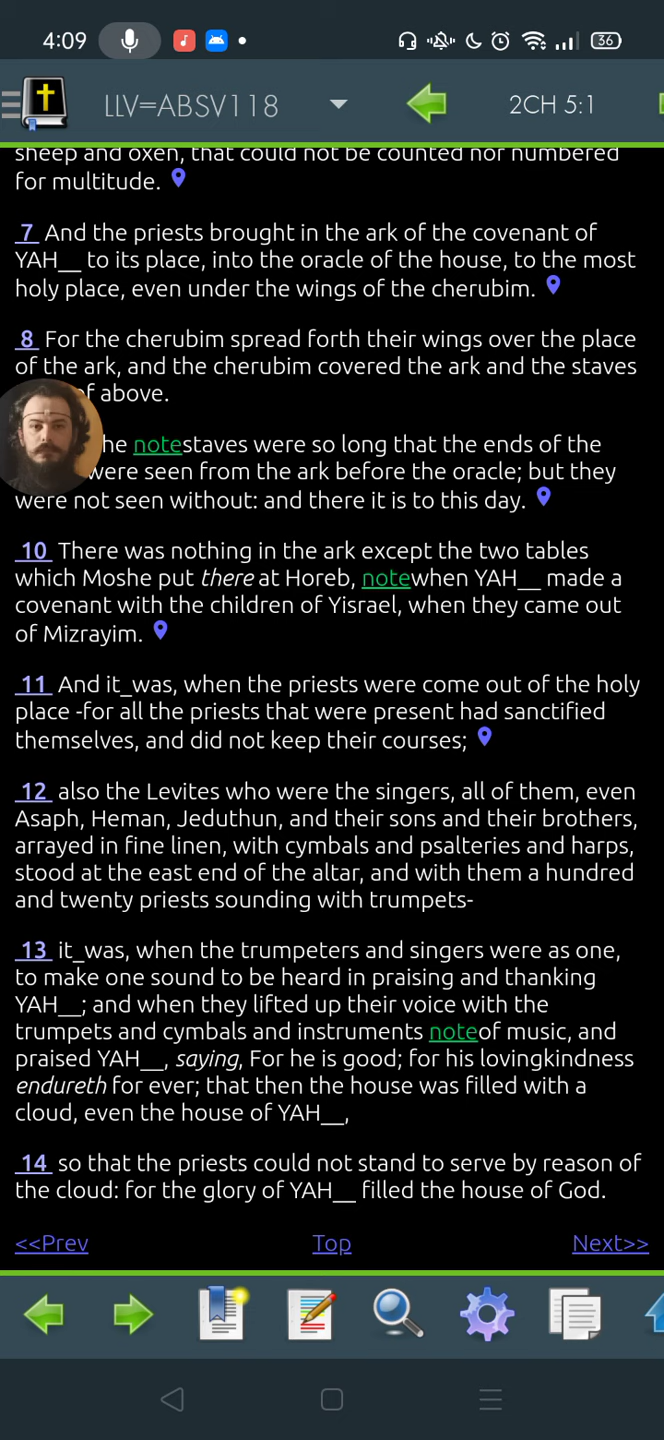 4:09
36
LLV=ABSV118
2CH 5:1
sheep and oxen, that could not be counted nor numbered
for multitude.
7 And the priests brought in the ark of the covenant of
YAH__ to its place, into the oracle of the house, to the most
holy place, even under the wings of the cherubim.
8 For the cherubim spread forth their wings over the place
of the ark, and the cherubim covered the ark and the staves
of above.
he notestaves were so long that the ends of the
were seen from the ark before the oracle; but they
were not seen without: and there it is to this day.
10 There was nothing in the ark except the two tables
which Moshe put there at Horeb, notewhen YAH__ made a
covenant with the children of Yisrael, when they came out
of Mizrayim.
11 And it_was, when the priests were come out of the holy
place -for all the priests that were present had sanctified
themselves, and did not keep their courses;
12 also the Levites who were the singers, all of them, even
Asaph, Heman, Jeduthun, and their sons and their brothers,
arrayed in fine linen, with cymbals and psalteries and harps,
stood at the east end of the altar, and with them a hundred
and twenty priests sounding with trumpets-
13 it_was, when the trumpeters and singers were as one,
to make one sound to be heard in praising and thanking
YAH__; and when they lifted up their voice with the
trumpets and cymbals and instruments noteof music, and
praised YAH__, saying, For he is good; for his lovingkindness
endureth for ever; that then the house was filled with a
cloud, even the house of YAH__,
14 so that the priests could not stand to serve by reason of
the cloud: for the glory of YAH__ filled the house of God.
<<Prev Top Next>>